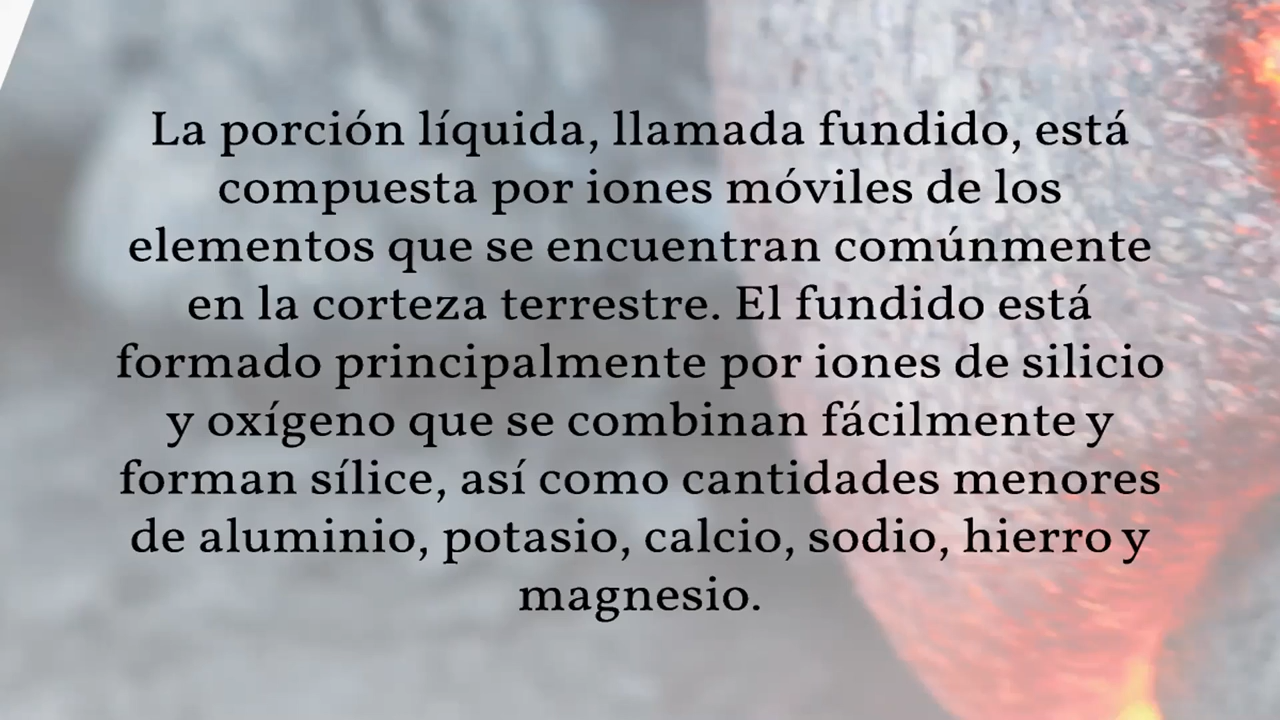 La porción líquida, llamada fundido, está
compuesta por iones móviles de los
elementos que se encuentran comúnmente
en la corteza terrestre. El fundido está
formado principalmente por iones de silicio
y oxígeno que se combinan fácilmente y
forman sílice, así como cantidades menores
de aluminio, potasio, calcio, sodio, hierro y
magnesio.